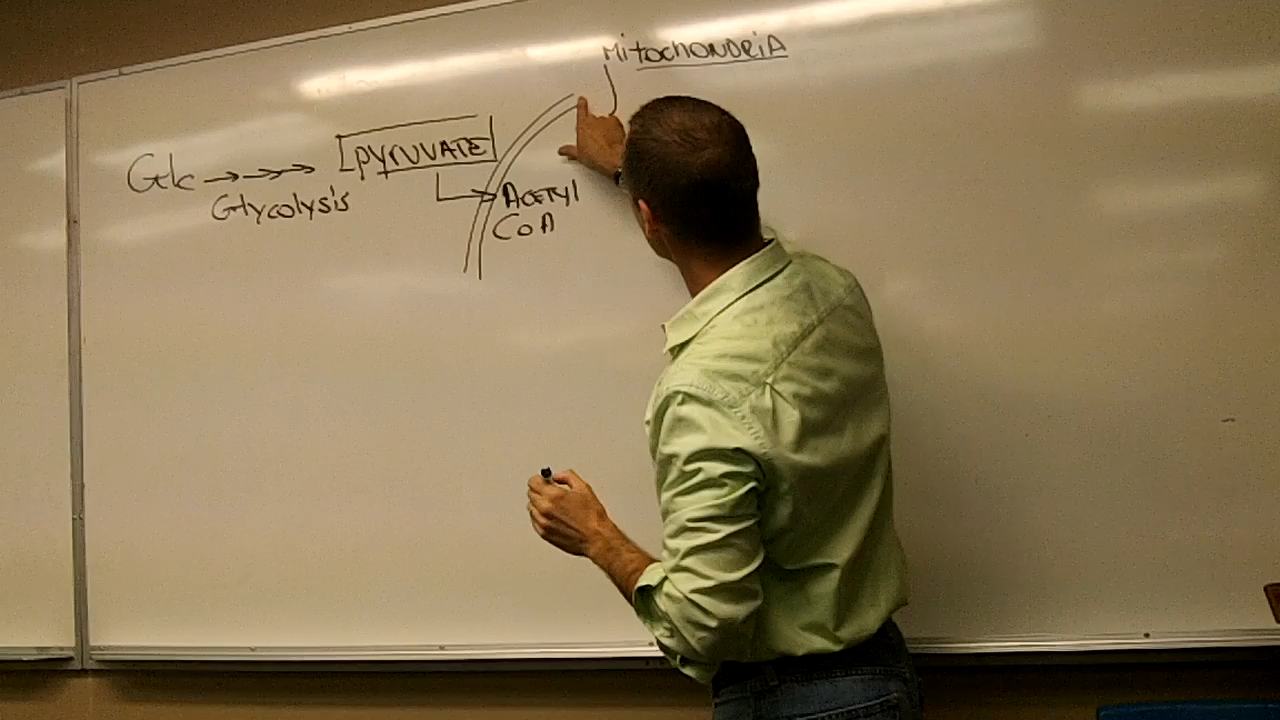 MitochondriA
Glc →→→ [pyruvate]
Glycolysis
Acetyl
CoA